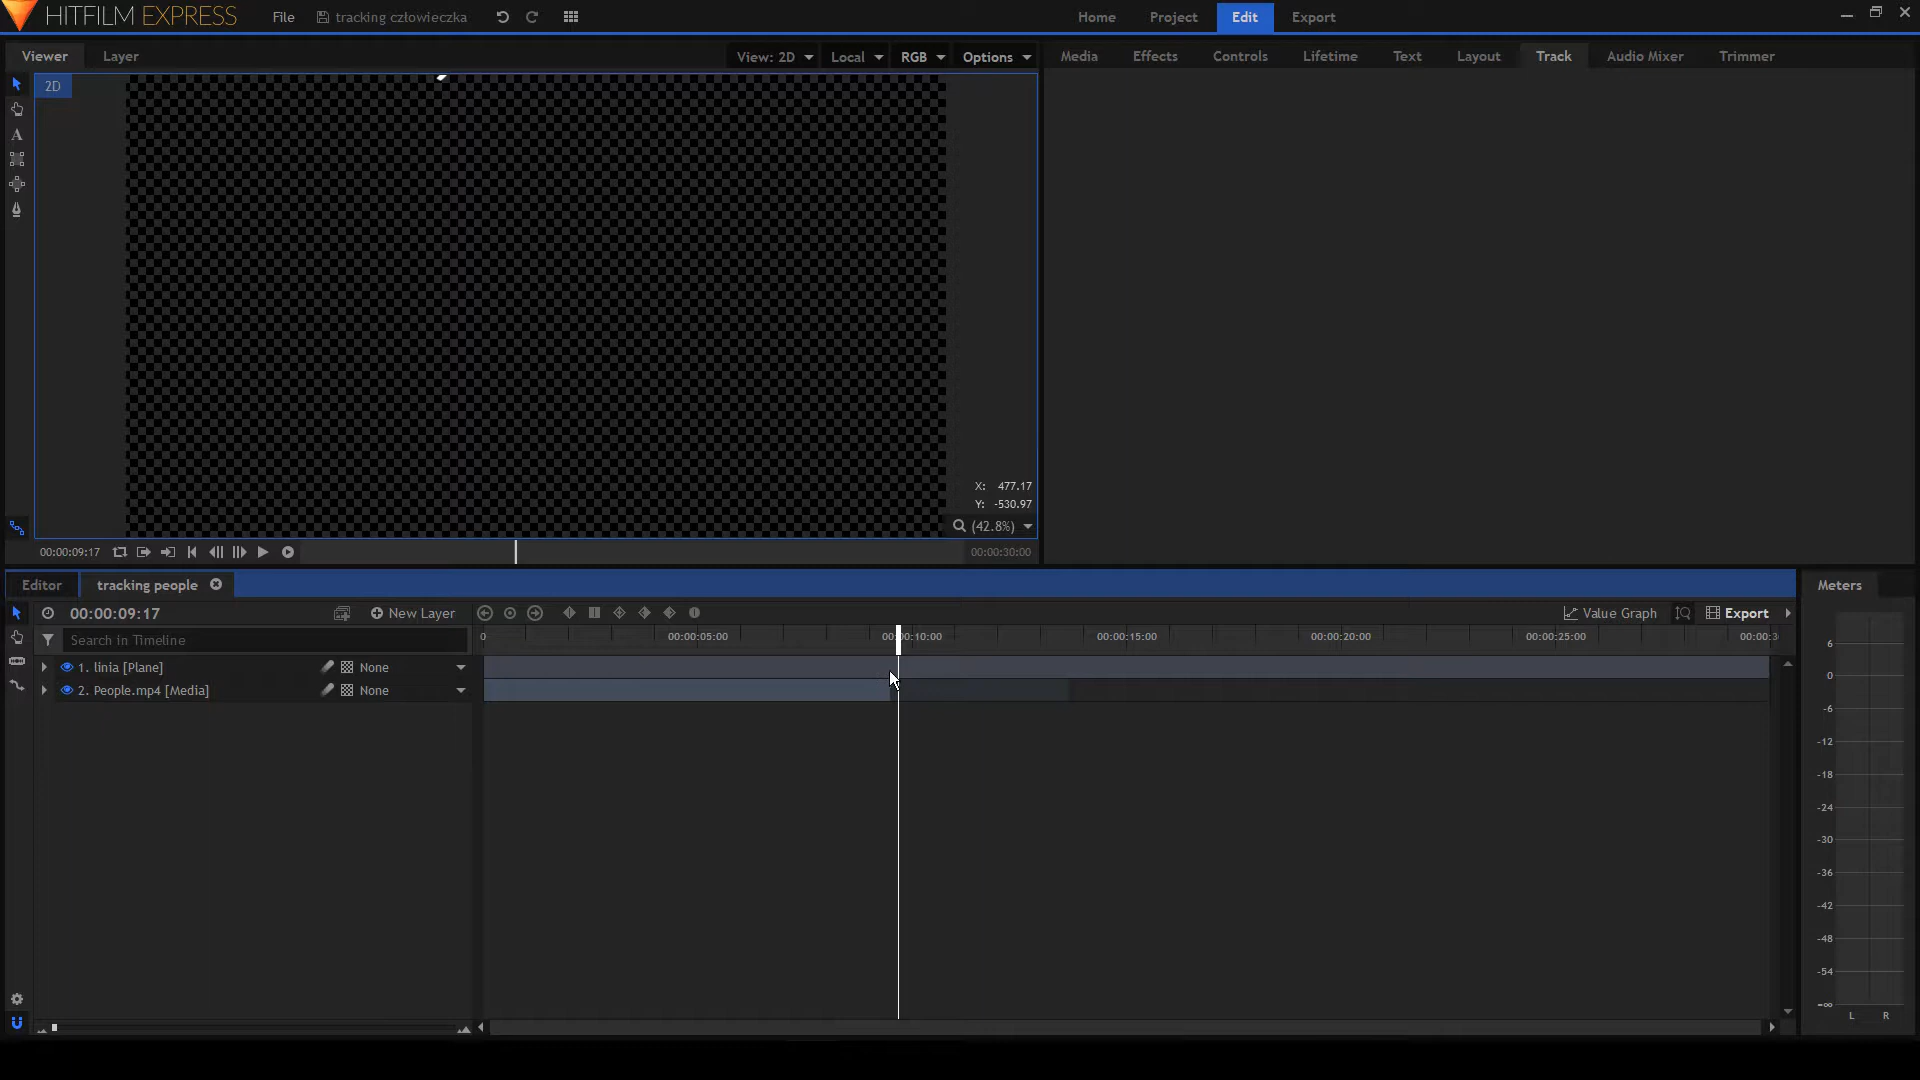 HITFILM EXPRESS File tracking człowieczka Home Project Edit Export
Viewer Layer View: 2D Local RGB Options Media Effects Controls Lifetime Text Layout Track Audio Mixer Trimmer
2D
A
X: 477.17
Y: -530.97
(42.8%)
00:00:09:17 00:00:30:00
Editor tracking people Meters
00:00:09:17 New Layer Value Graph Export
Search in Timeline 0 00:00:05:00 00:00:10:00 00:00:15:00 00:00:20:00 00:00:25:00 00:00:3
1. linia [Plane] None
2. People.mp4 [Media] None
6
0
-6
-12
-18
-24
-30
-36
-42
-48
-54
-∞
L R